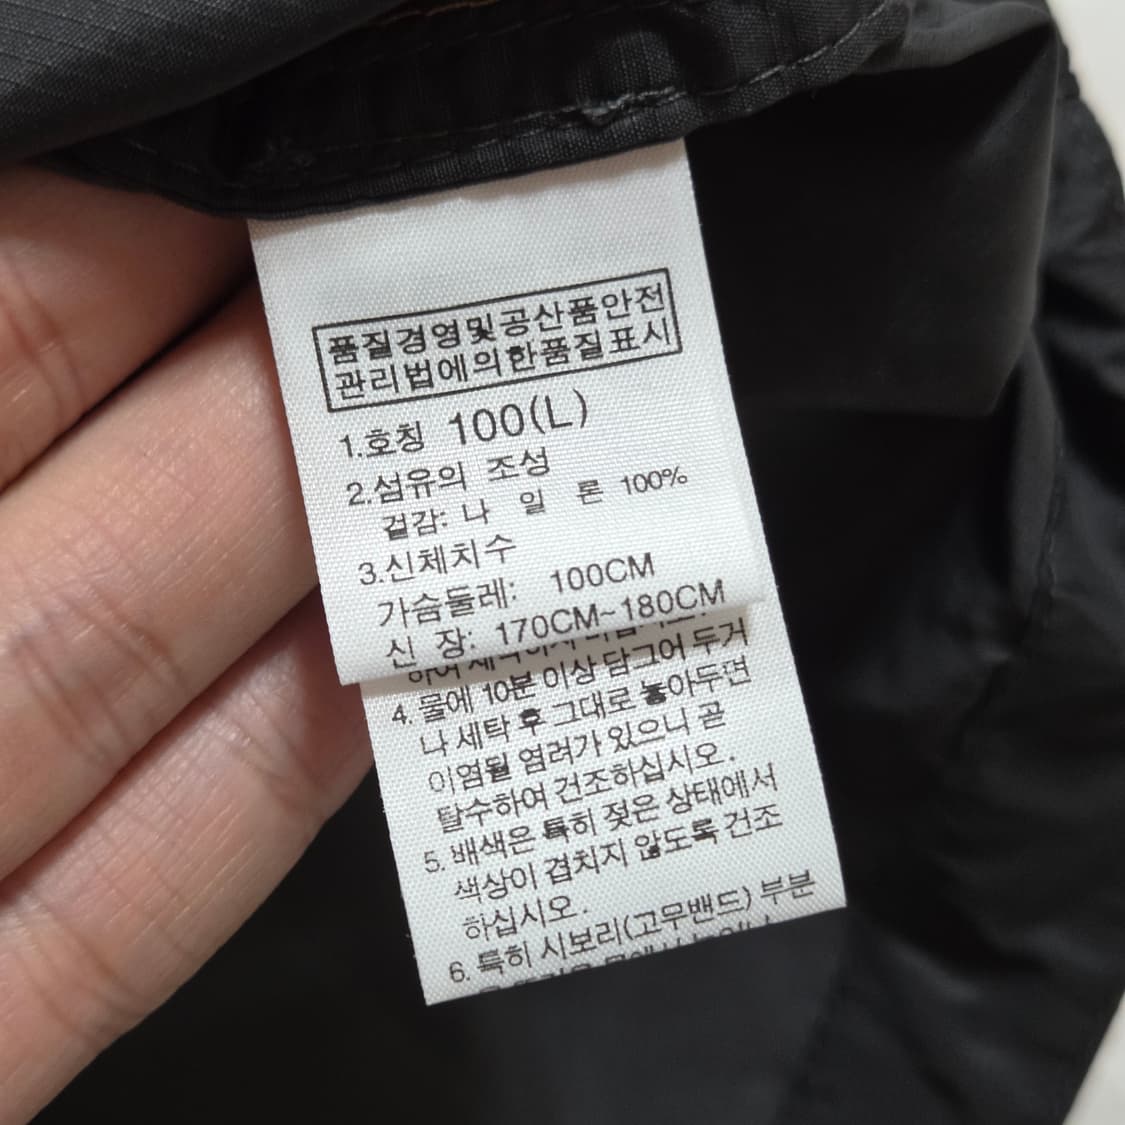 품질경영및공산품안전
관리법에의한품질표시
1.호칭 100(L)
2.섬유의 조성
겉감: 나 일 론 100%
3.신체치수
가슴둘레: 100CM
신 장: 170CM~180CM
4. 물에 10분 이상 담그어 두거
나 세탁 후 그대로 놓아두면
이염될 염려가 있으니 곧
탈수하여 건조하십시오.
5. 배색은 특히 젖은 상태에서
색상이 겹치지 않도록 건조
하십시오.
6. 특히 시보리(고무밴드) 부분